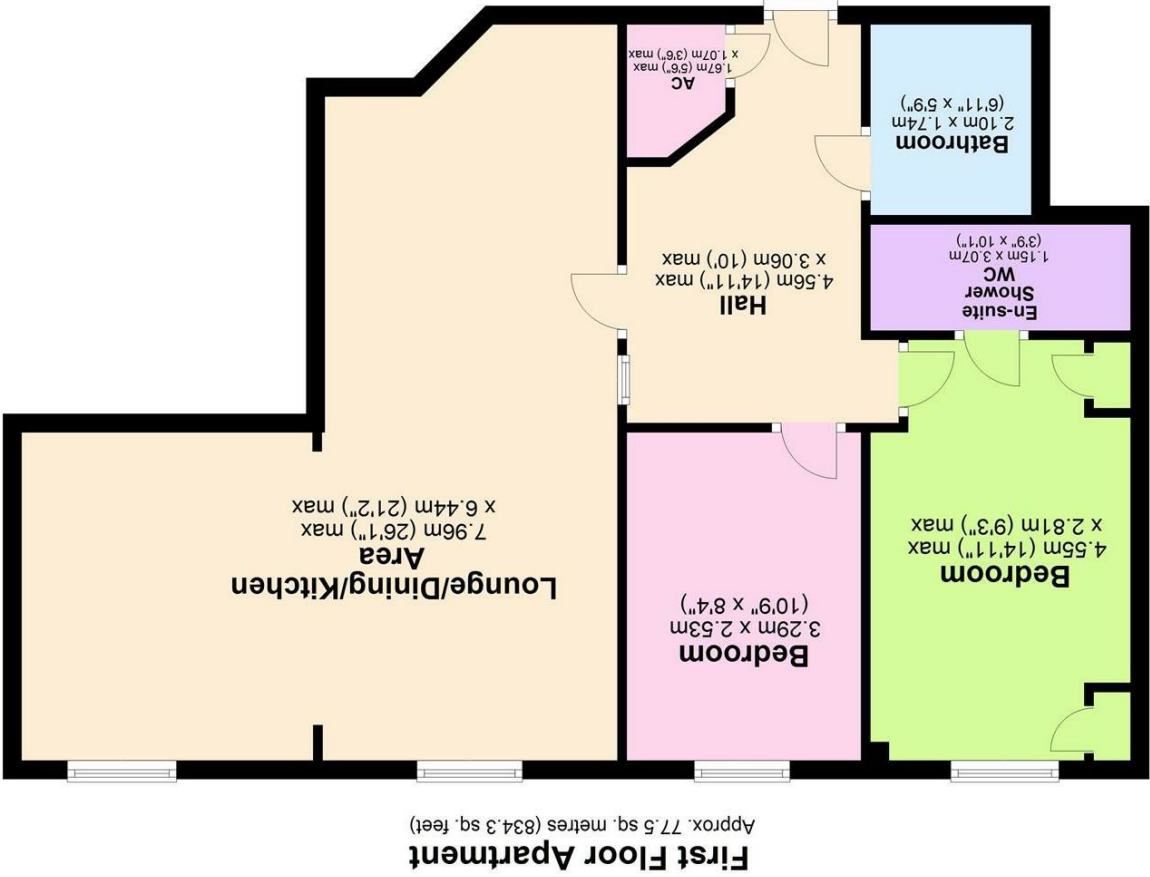 First Floor Apartment
Approx. 77.5 sq. metres (834.3 sq. feet)
Bedroom
4.55m (14'11") max
x 2.81m (9'3") max
Bedroom
3.29m x 2.53m
(10'9" x 8'4")
Lounge/Dining/Kitchen
Area
7.96m (26'1") max
x 6.44m (21'2") max
En-suite
Shower
WC
1.15m x 3.07m
(3'9" x 10'1")
Hall
4.56m (14'11") max
x 3.06m (10') max
Bathroom
2.10m x 1.74m
(6'11" x 5'9")
AC
1.67m (5'6") max
x 1.07m (3'6") max